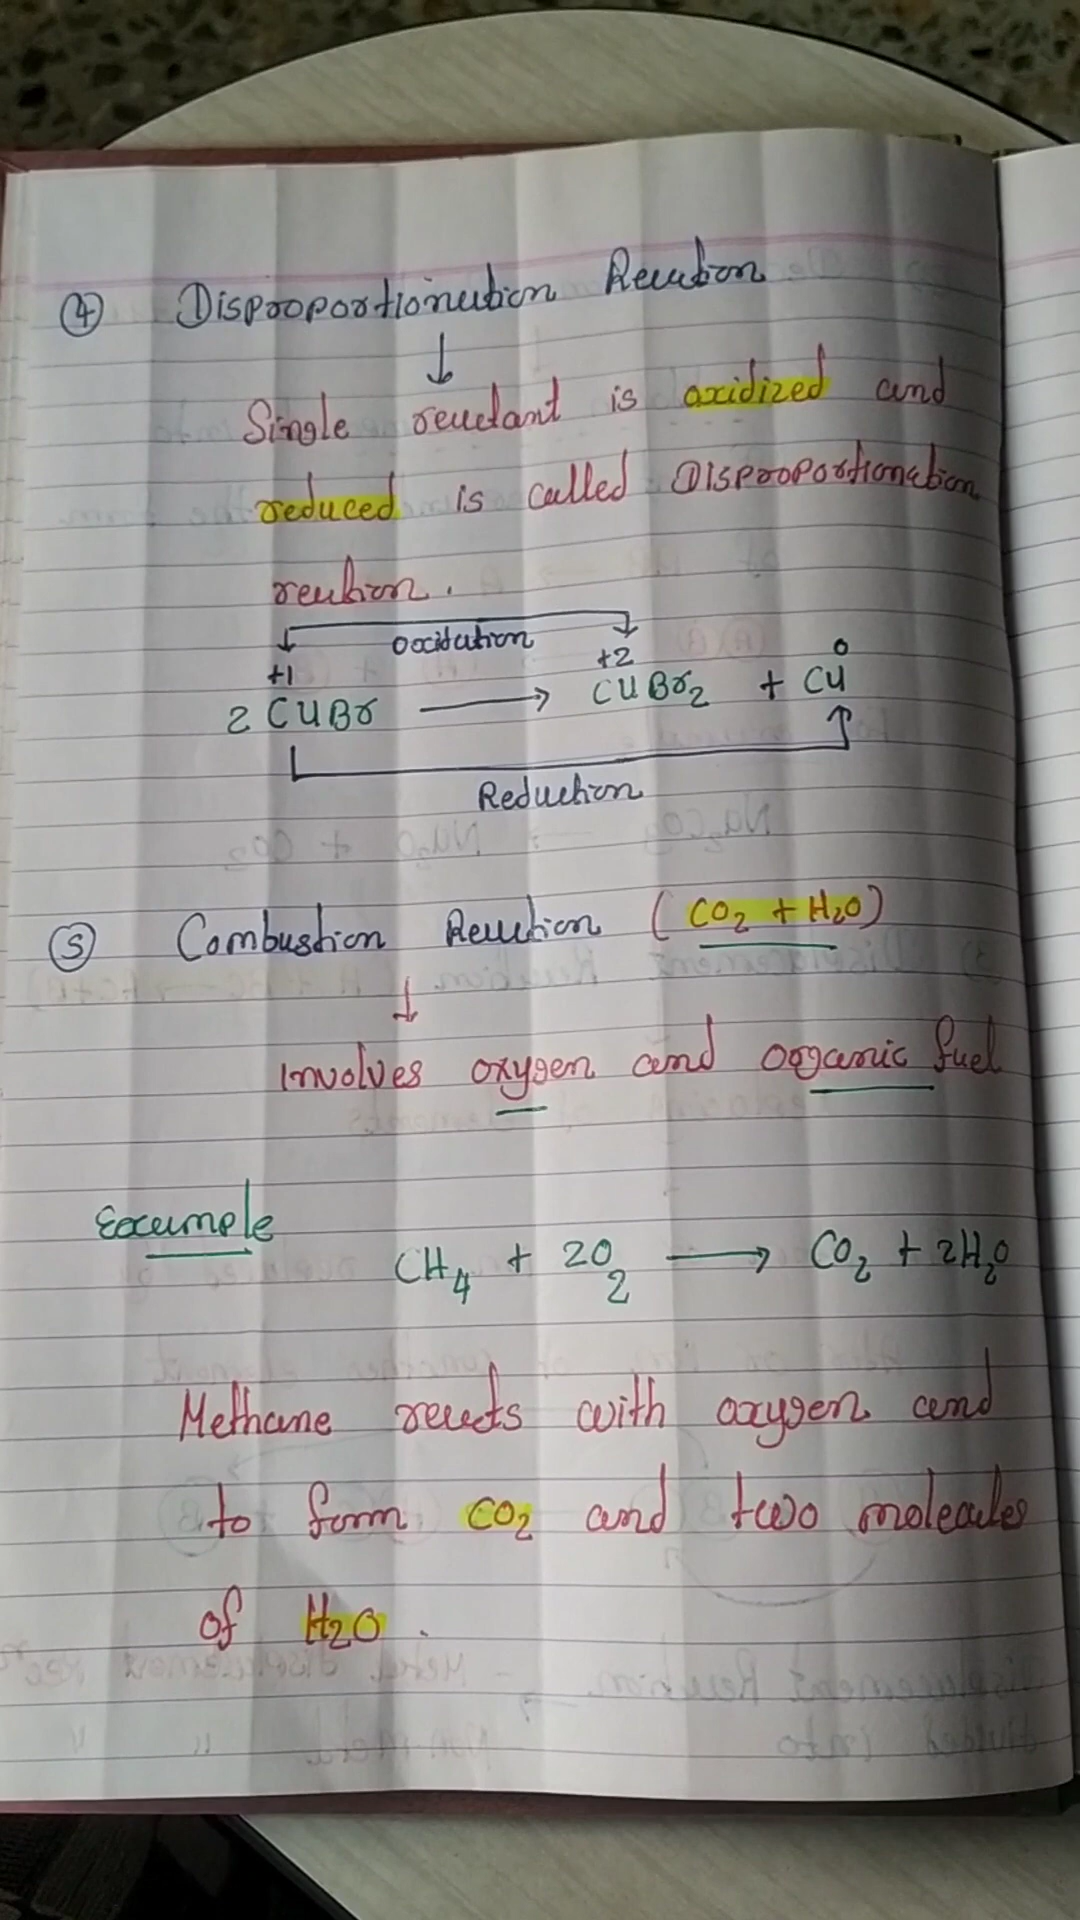 ④ Disproportionation Reaction
↓
Single reactant is oxidized and
reduced is called Disproportionation
reaction.
oxidation
+1 +2 0
2 CuBr ⟶ CuBr₂ + Cu
Reduction
⑤ Combustion Reaction (CO₂ + H₂O)
↓
Involves oxygen and organic fuel
Example
CH₄ + 2O₂ ⟶ CO₂ + 2H₂O
Methane reacts with oxygen and
to form CO₂ and two molecules
of H₂O.